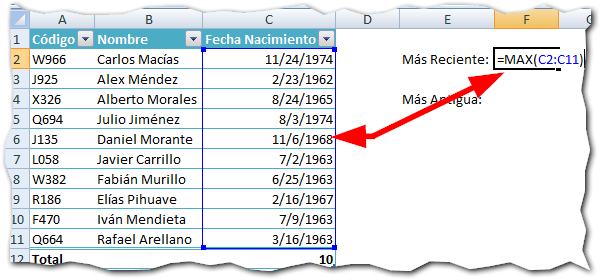 A B C D E F
1 Código Nombre Fecha Nacimiento
2 W966 Carlos Macías 11/24/1974 Más Reciente: =MAX(C2:C11)
3 J925 Alex Méndez 2/23/1962
4 X326 Alberto Morales 8/24/1965 Más Antigua:
5 Q694 Julio Jiménez 8/3/1974
6 J135 Daniel Morante 11/6/1968
7 L058 Javier Carrillo 7/2/1963
8 W382 Fabián Murillo 6/25/1963
9 R186 Elías Pihuave 2/16/1967
10 F470 Iván Mendieta 7/9/1963
11 Q664 Rafael Arellano 3/16/1963
12 Total 10